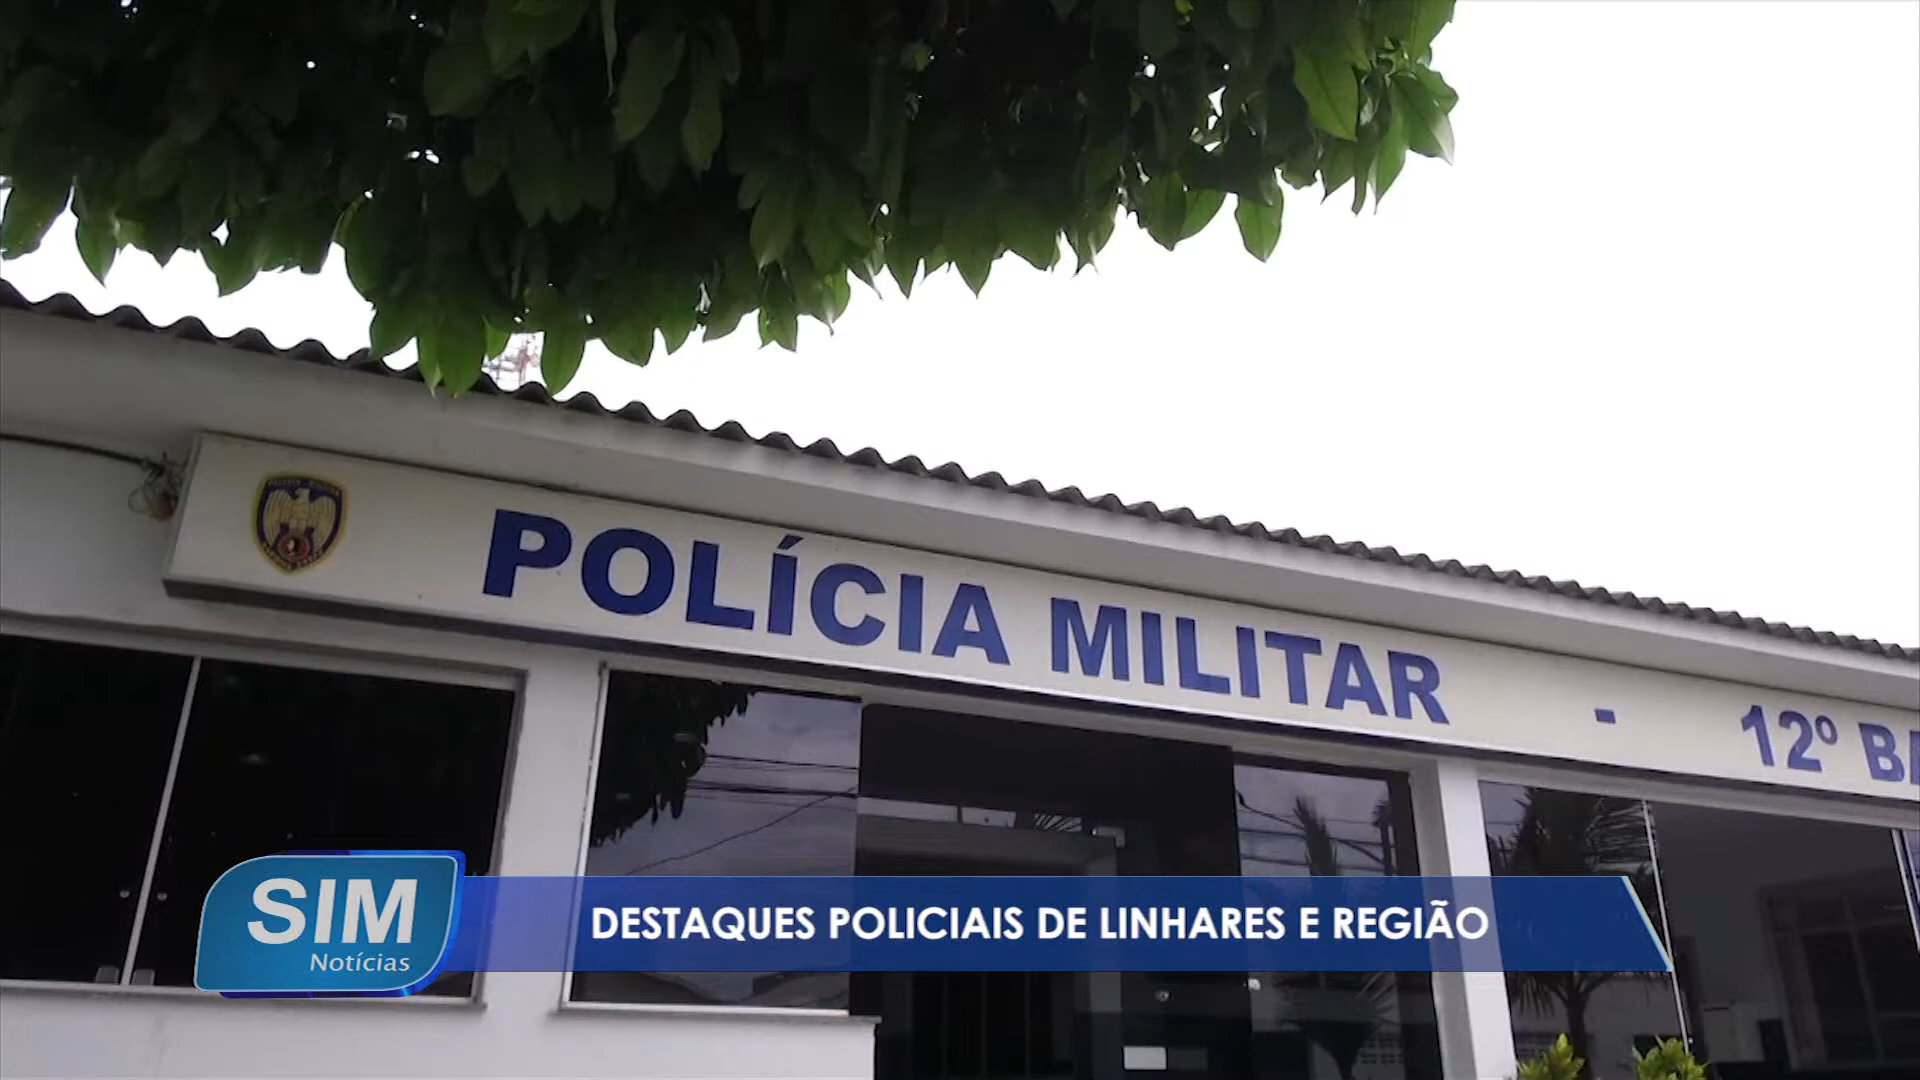 POLÍCIA MILITAR - 12º BA
SIM
Notícias
DESTAQUES POLICIAIS DE LINHARES E REGIÃO